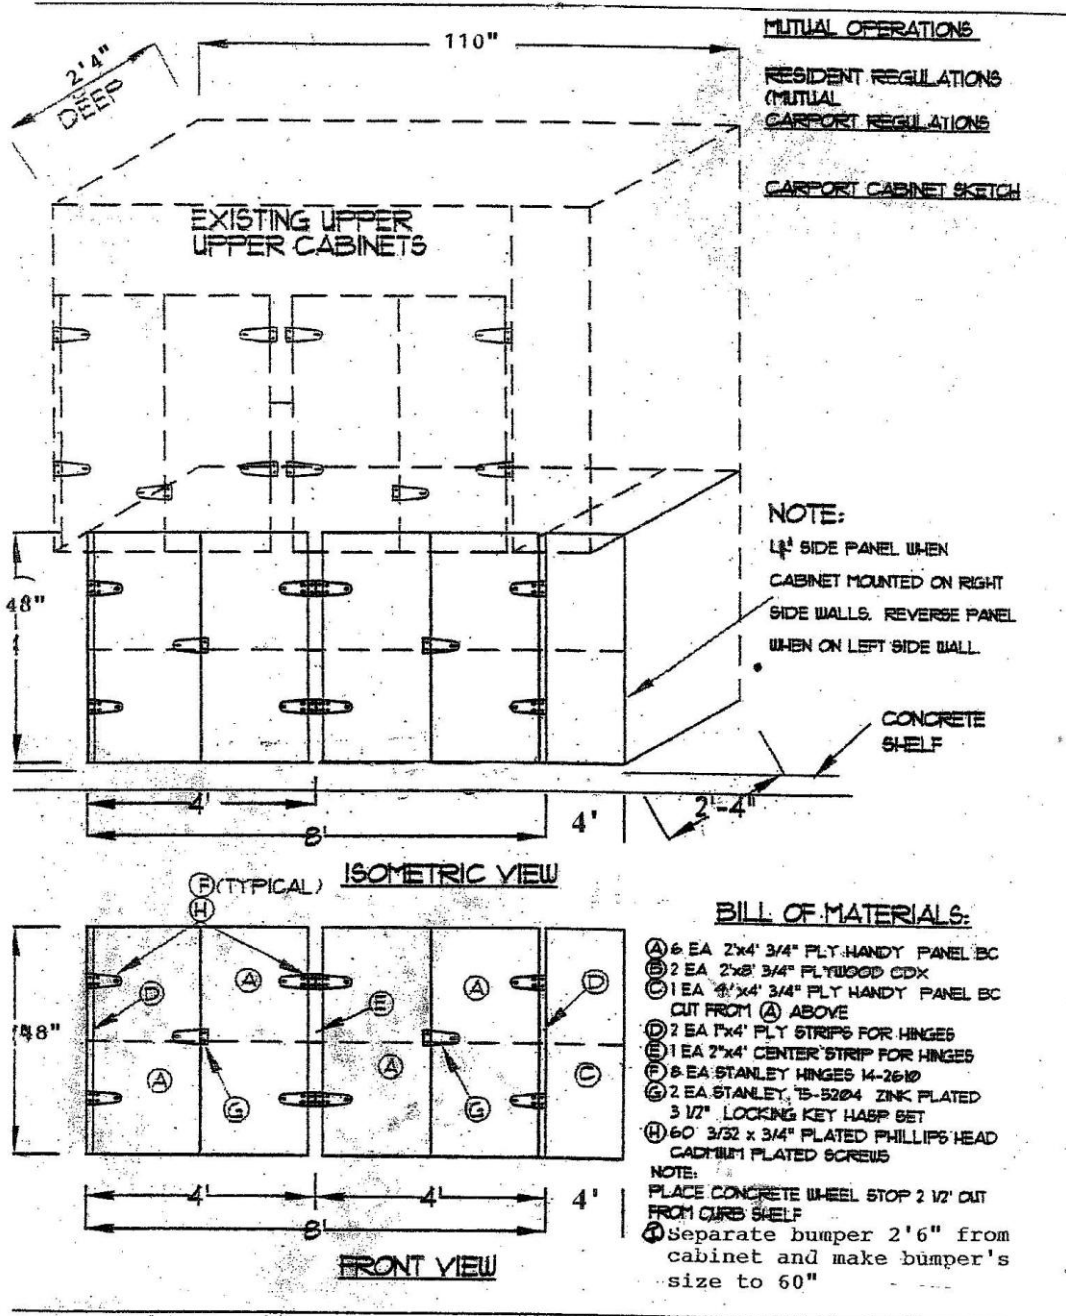 MUTUAL OPERATIONS
RESIDENT REGULATIONS
(MUTUAL
CARPORT REGULATIONS
CARPORT CABINET SKETCH
110"
2'4"
DEEP
EXISTING UPPER
UPPER CABINETS
48"
NOTE:
SIDE PANEL WHEN
CABINET MOUNTED ON RIGHT
SIDE WALLS. REVERSE PANEL
WHEN ON LEFT SIDE WALL
CONCRETE
SHELF
4'
8'
4'
2'-4"
ISOMETRIC VIEW
F (TYPICAL)
H
48"
D
A
E
A
D
A
G
A
G
C
4'
4'
4'
8'
FRONT VIEW
BILL OF MATERIALS:
A 6 EA 2'x4' 3/4" PLY HANDY PANEL BC
B 2 EA 2'x8' 3/4" PLYWOOD CDX
C 1 EA 4'x4' 3/4" PLY HANDY PANEL BC
CUT FROM A ABOVE
D 2 EA 1"x4' PLY STRIPS FOR HINGES
E 1 EA 2"x4' CENTER STRIP FOR HINGES
F 8 EA STANLEY HINGES 14-2610
G 2 EA STANLEY, 75-5204 ZINK PLATED
3 1/2" LOCKING KEY HASP SET
H 60 3/32 x 3/4" PLATED PHILLIPS HEAD
CADMIUM PLATED SCREWS
NOTE:
PLACE CONCRETE WHEEL STOP 2 1/2' OUT
FROM CURB SHELF
I Separate bumper 2'6" from
cabinet and make bumper's
size to 60"